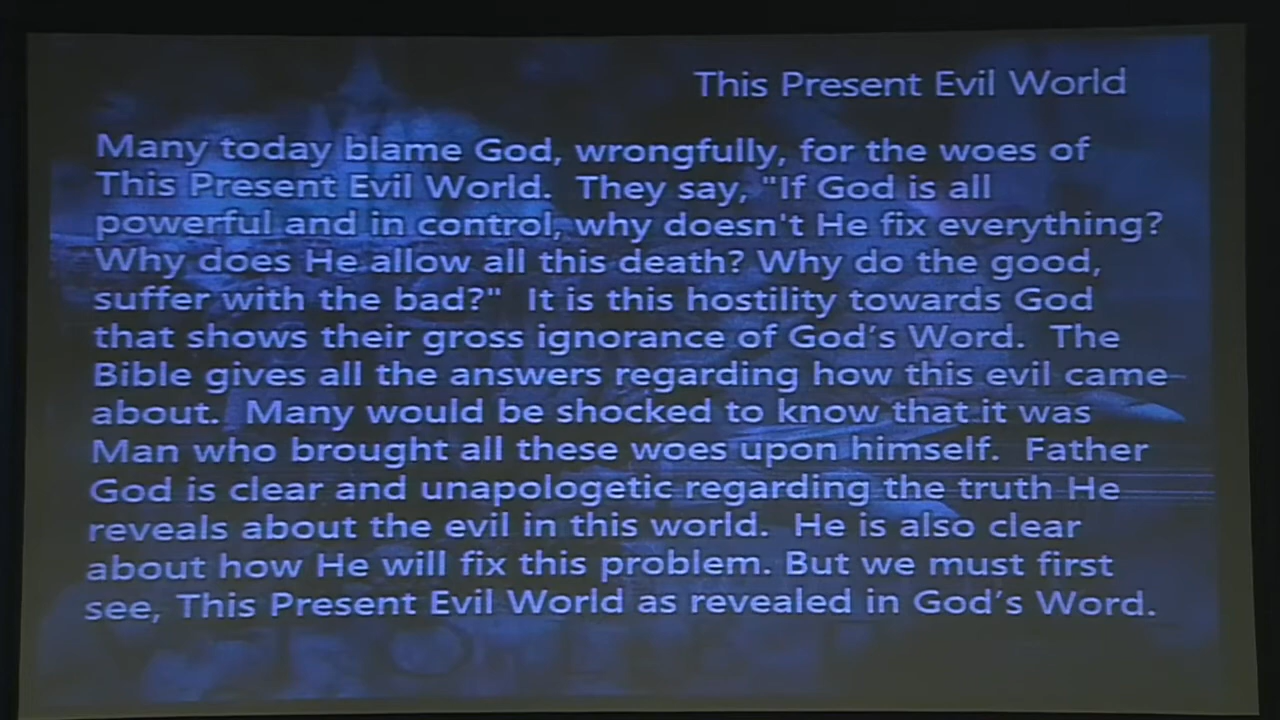 This Present Evil World
Many today blame God, wrongfully, for the woes of
This Present Evil World.  They say, "If God is all
powerful and in control, why doesn't He fix everything?
Why does He allow all this death? Why do the good,
suffer with the bad?"  It is this hostility towards God
that shows their gross ignorance of God's Word.  The
Bible gives all the answers regarding how this evil came
about.  Many would be shocked to know that it was
Man who brought all these woes upon himself.  Father
God is clear and unapologetic regarding the truth He
reveals about the evil in this world.  He is also clear
about how He will fix this problem. But we must first
see, This Present Evil World as revealed in God's Word.